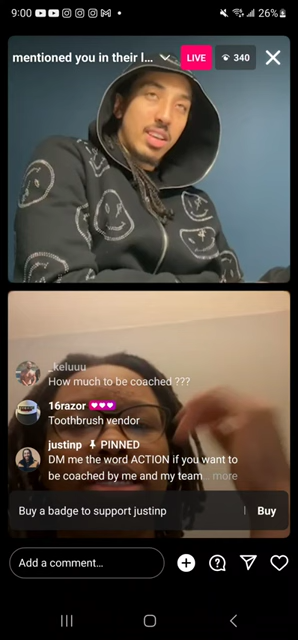 9:00
26%
mentioned you in their l...
LIVE
340
_keluuu
How much to be coached ???
16razor
Toothbrush vendor
justinp PINNED
DM me the word ACTION if you want
to be coached by me and my team... more
Buy a badge to support justinp
Buy
Add a comment...